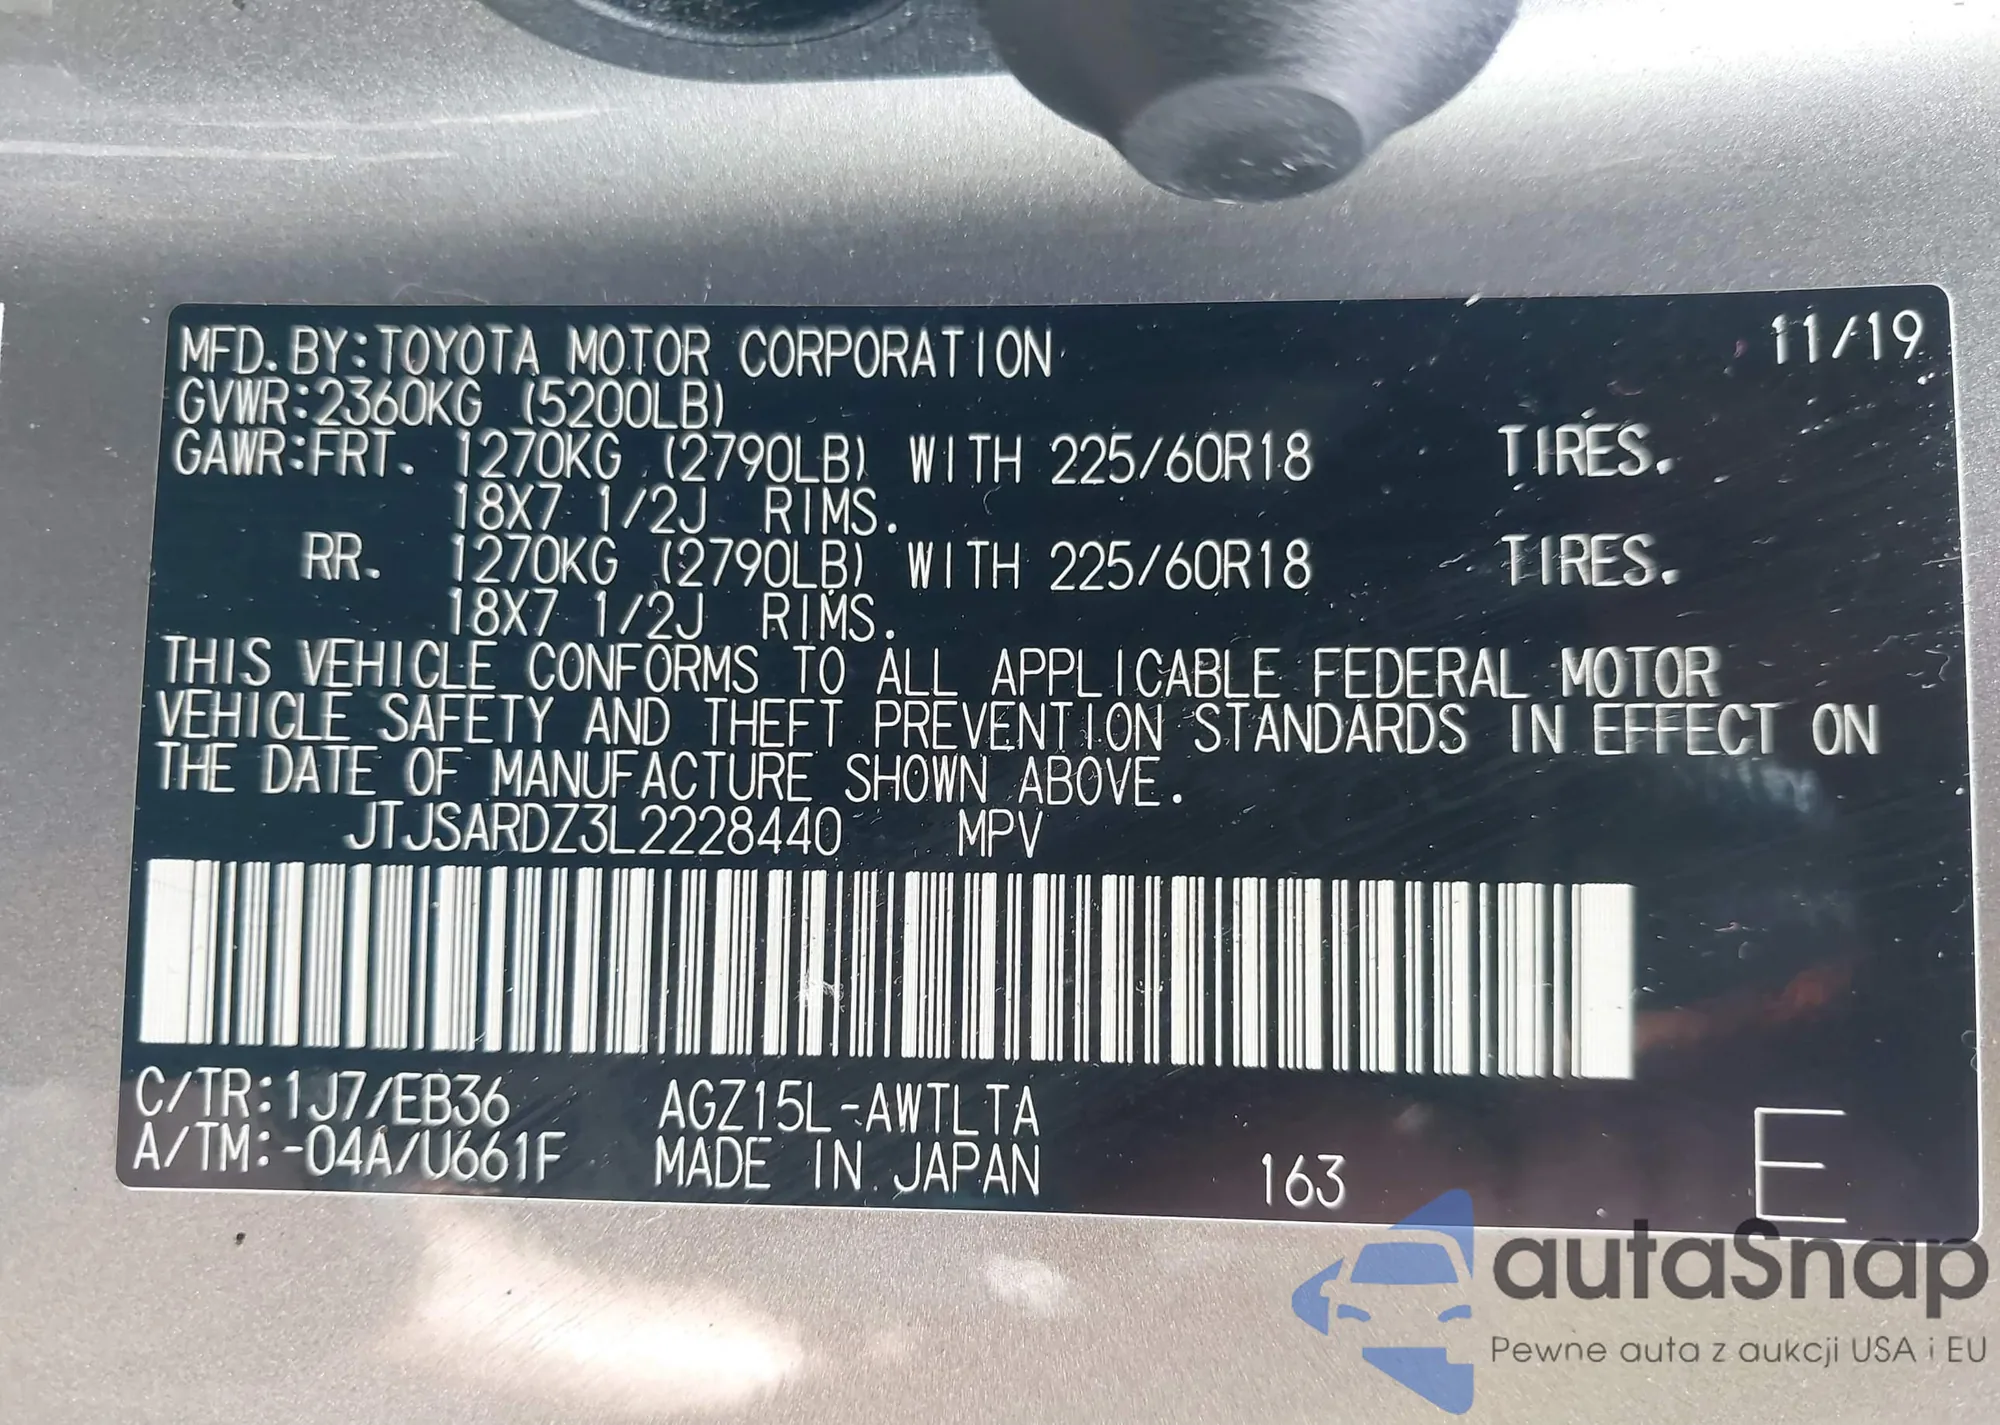 MFD.BY:TOYOTA MOTOR CORPORATION 11/19
GVWR:2360KG (5200LB)
GAWR:FRT. 1270KG (2790LB) WITH 225/60R18 TIRES.
18X7 1/2J RIMS.
RR. 1270KG (2790LB) WITH 225/60R18 TIRES.
18X7 1/2J RIMS.
THIS VEHICLE CONFORMS TO ALL APPLICABLE FEDERAL MOTOR
VEHICLE SAFETY AND THEFT PREVENTION STANDARDS IN EFFECT ON
THE DATE OF MANUFACTURE SHOWN ABOVE.
JTJSARDZ3L2228440 MPV
C/TR:1J7/EB36 AGZ15L-AWTLTA
A/TM:-04A/U661F MADE IN JAPAN 163 E
autaSnap
Pewne auta z aukcji USA i EU